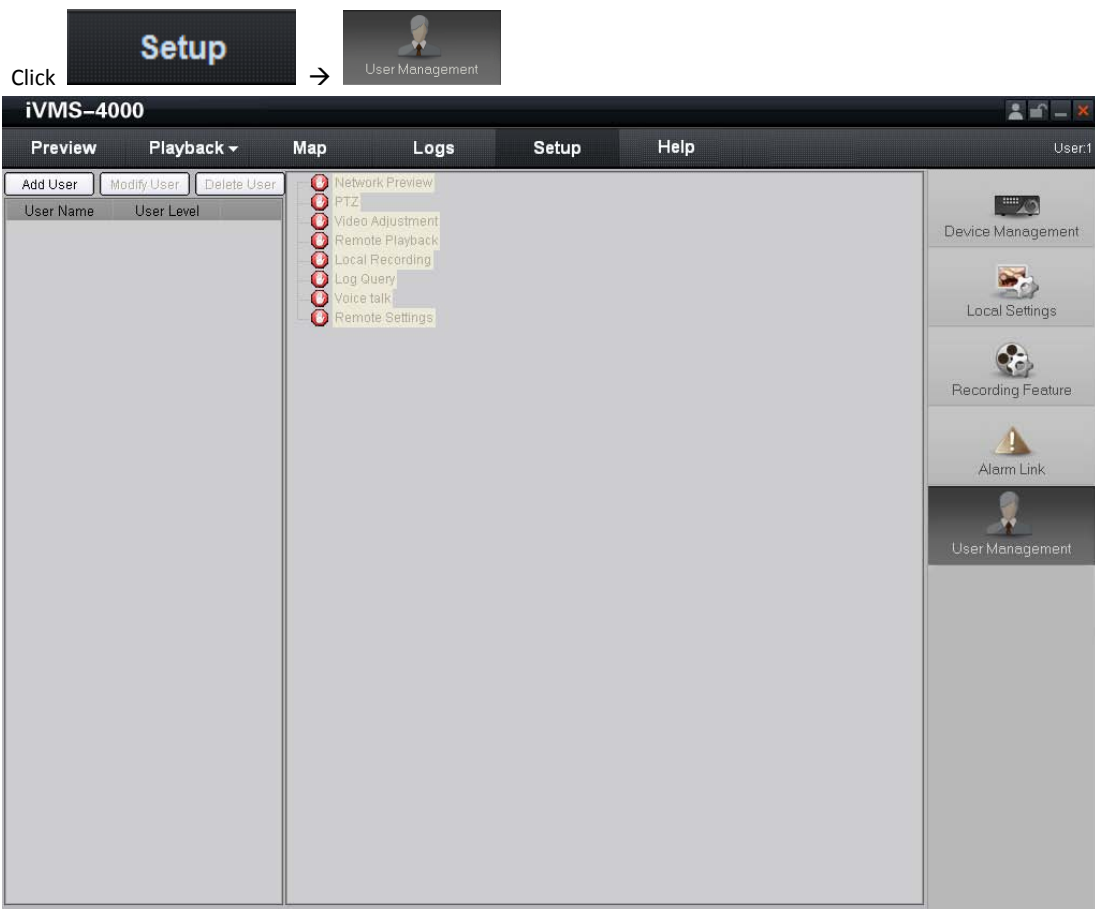 Click Setup → User Management
iVMS-4000
Preview Playback Map Logs Setup Help User:1
Add User Modify User Delete User
User Name User Level
Network Preview
PTZ
Video Adjustment
Remote Playback
Local Recording
Log Query
Voice talk
Remote Settings
Device Management
Local Settings
Recording Feature
Alarm Link
User Management